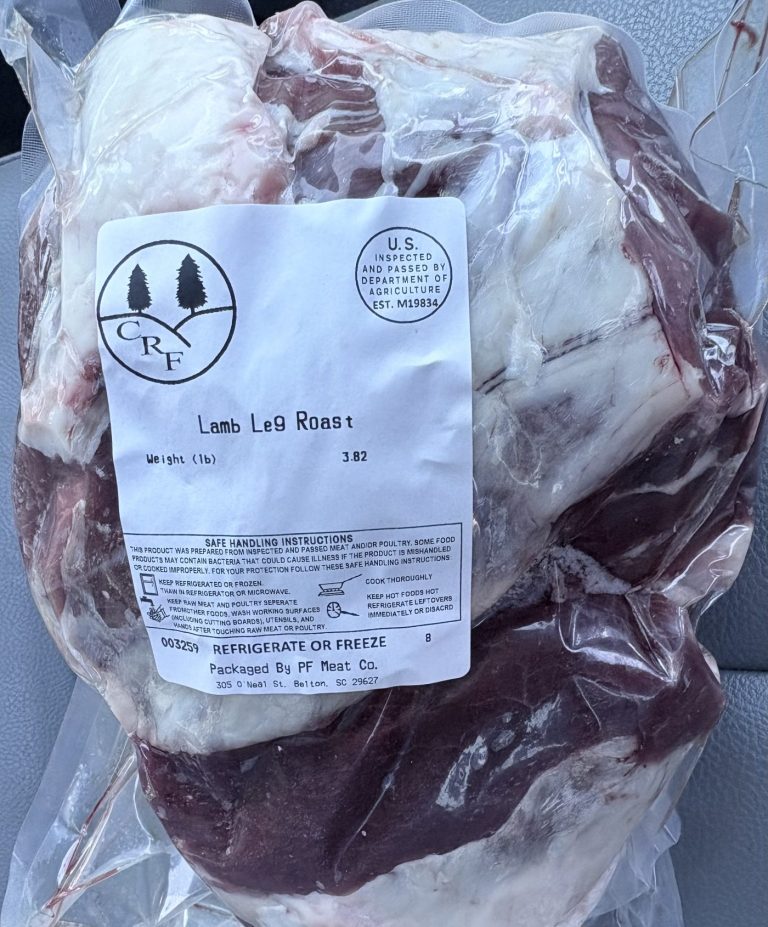 CRF
U.S.
INSPECTED
AND PASSED BY
DEPARTMENT OF
AGRICULTURE
EST. M19834
Lamb Leg Roast
Weight (lb) 3.82
SAFE HANDLING INSTRUCTIONS
THIS PRODUCT WAS PREPARED FROM INSPECTED AND PASSED MEAT AND/OR POULTRY. SOME FOOD
PRODUCTS MAY CONTAIN BACTERIA THAT COULD CAUSE ILLNESS IF THE PRODUCT IS MISHANDLED
OR COOKED IMPROPERLY. FOR YOUR PROTECTION FOLLOW THESE SAFE HANDLING INSTRUCTIONS:
KEEP REFRIGERATED OR FROZEN.
THAW IN REFRIGERATOR OR MICROWAVE.
KEEP RAW MEAT AND POULTRY SEPERATE
FROM OTHER FOODS, WASH WORKING SURFACES
(INCLUDING CUTTING BOARDS), UTENSILS, AND
HANDS AFTER TOUCHING RAW MEAT OR POULTRY.
COOK THOROUGHLY
KEEP HOT FOODS HOT
REFRIGERATE LEFTOVERS
IMMEDIATELY OR DISACRD
003259 REFRIGERATE OR FREEZE 8
Packaged By PF Meat Co.
305 O'Neal St. Belton, SC 29627